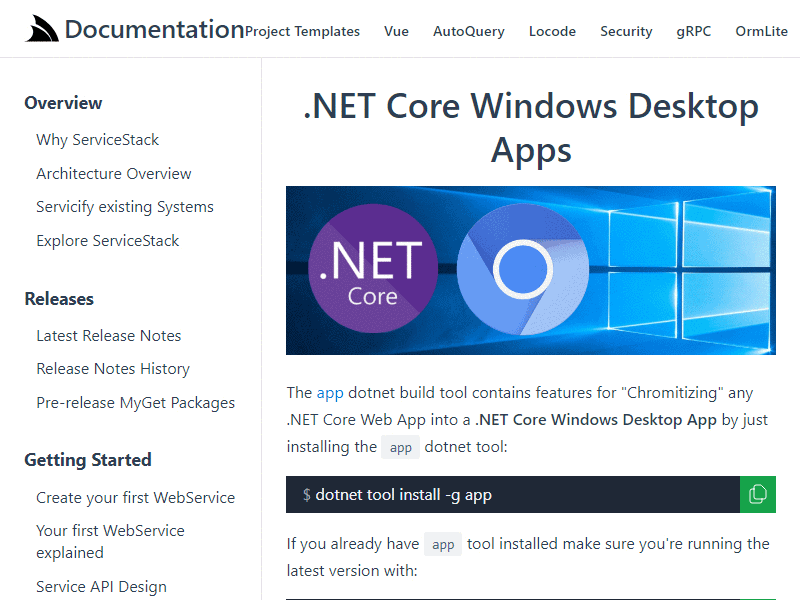 Documentation
Project Templates
Vue
AutoQuery
Locode
Security
gRPC
OrmLite
Overview
Why ServiceStack
Architecture Overview
Servicify existing Systems
Explore ServiceStack
Releases
Latest Release Notes
Release Notes History
Pre-release MyGet Packages
Getting Started
Create your first WebService
Your first WebService
explained
Service API Design
.NET Core Windows Desktop
Apps
.NET
Core
The app dotnet build tool contains features for "Chromitizing" any
.NET Core Web App into a .NET Core Windows Desktop App by just
installing the app dotnet tool:
$ dotnet tool install -g app
If you already have app tool installed make sure you're running the
latest version with: